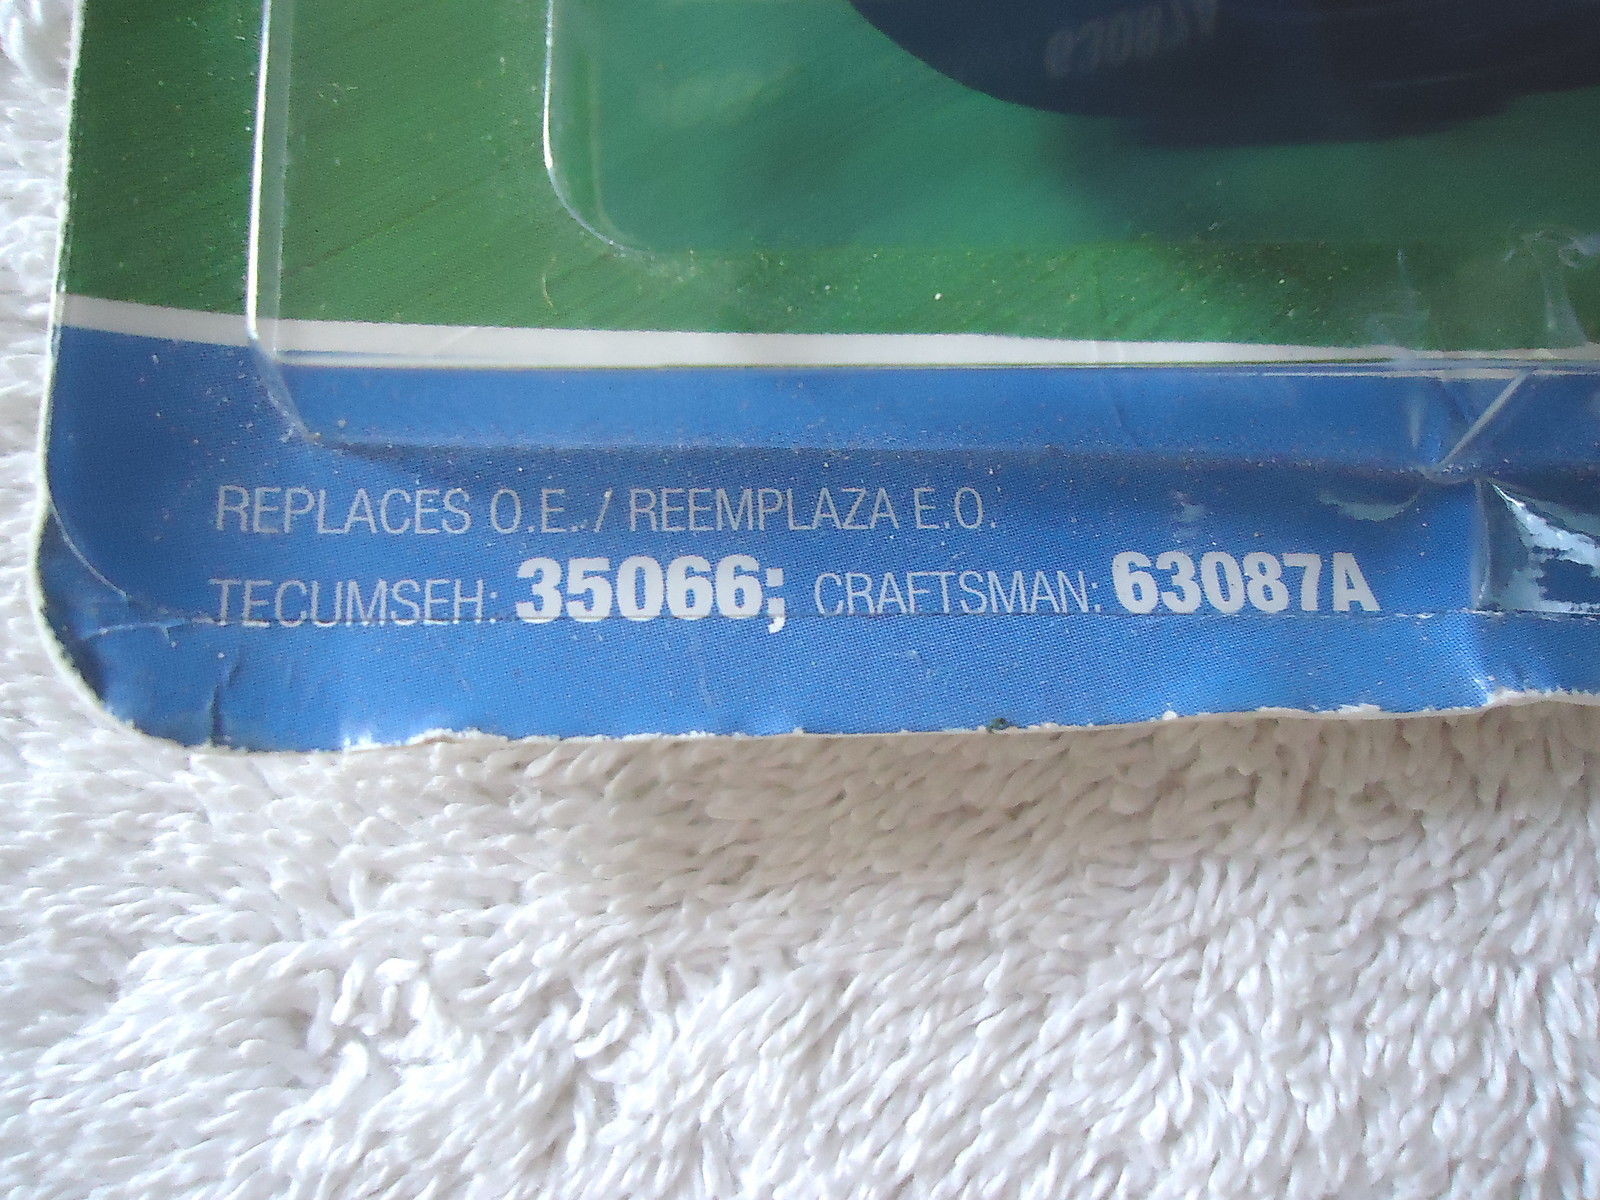 REPLACES O.E. / REEMPLAZA E.O.
TECUMSEH: 35066; CRAFTSMAN: 63087A